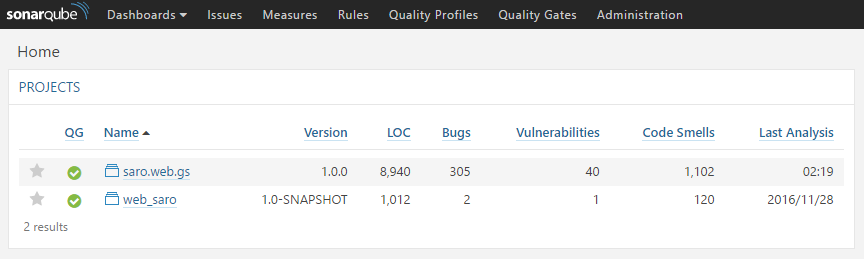 sonarqube Dashboards Issues Measures Rules Quality Profiles Quality Gates Administration
Home
PROJECTS
QG Name Version LOC Bugs Vulnerabilities Code Smells Last Analysis
saro.web.gs 1.0.0 8,940 305 40 1,102 02:19
web_saro 1.0-SNAPSHOT 1,012 2 1 120 2016/11/28
2 results